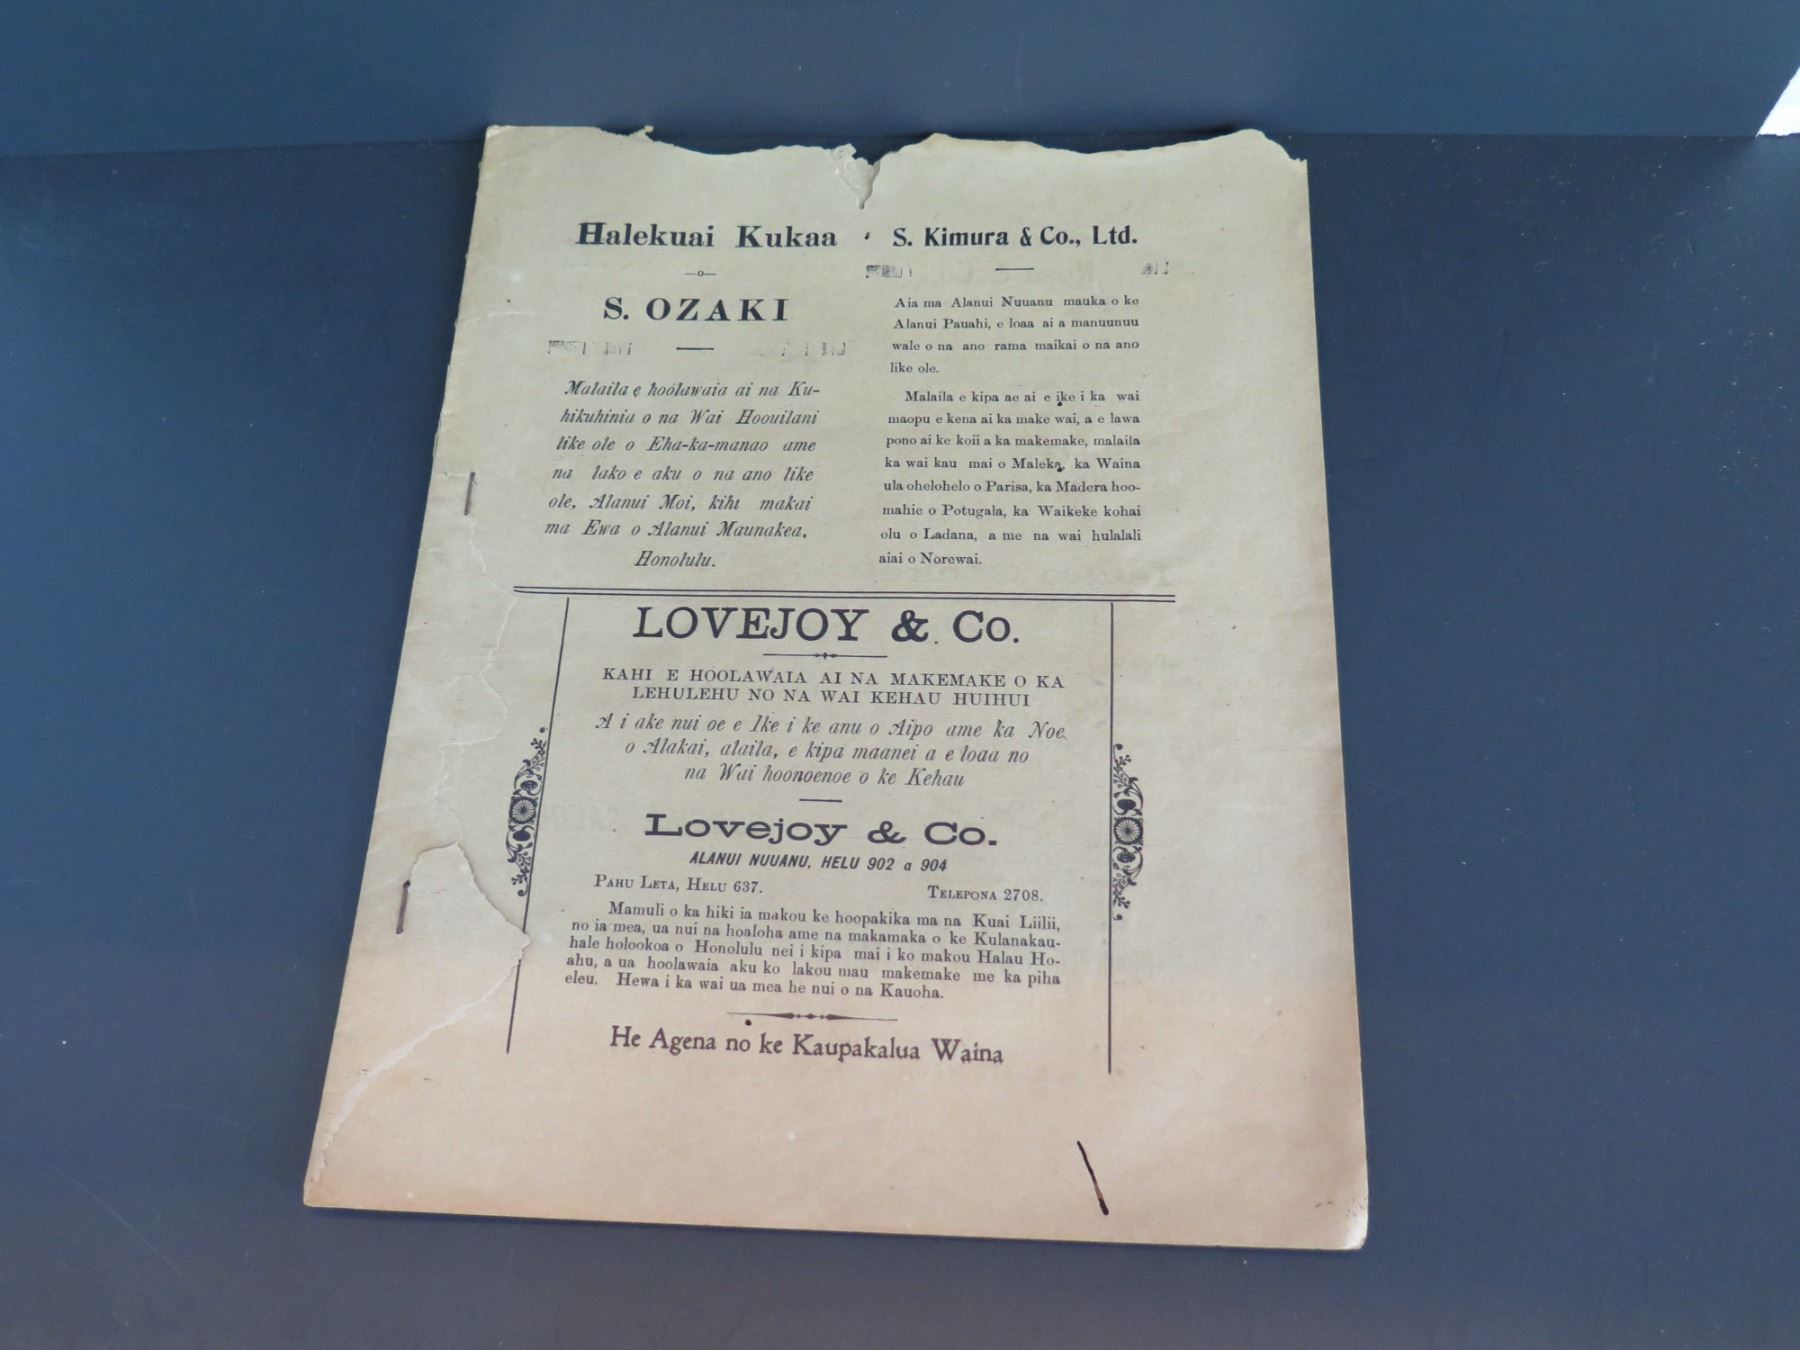 Halekuai Kukaa
S. OZAKI
Malaila e hoolawaia ai na Ku-
hikuhinia o na Wai Hoouilani
like ole o Eha-ka-manao ame
na lako e aku o na ano like
ole, Alanui Moi, kihi makai
ma Ewa o Alanui Maunakea,
Honolulu.
S. Kimura & Co., Ltd.
Aia ma Alanui Nuuanu mauka o ke
Alanui Pauahi, e loaa ai a manuunuu
wale o na ano rama maikai o na ano
like ole.
Malaila e kipa ae ai e ike i ka wai
maopu e kena ai ka make wai, a e lawa
pono ai ke koii a ka makemake, malaila
ka wai kau mai o Maleka, ka Waina
ula ohelohelo o Parisa, ka Madera hoo-
mahie o Potugala, ka Waikeke kohai
olu o Ladana, a me na wai hulalali
aiai o Norewai.
LOVEJOY & Co.
KAHI E HOOLAWAIA AI NA MAKEMAKE O KA
LEHULEHU NO NA WAI KEHAU HUIHUI
A i ake nui oe e Ike i ke anu o Aipo ame ka Noe
o Alakai, alaila, e kipa maanei a e loaa no
na Wai hoonoenoe o ke Kehau
Lovejoy & Co.
ALANUI NUUANU, HELU 902 a 904
PAHU LETA, HELU 637. TELEPONA 2708.
Mamuli o ka hiki ia makou ke hoopakika ma na Kuai Liilii,
no ia mea, ua nui na hoaloha ame na makamaka o ke Kulanakau-
hale holookoa o Honolulu nei i kipa mai i ko makou Halau Ho-
ahu, a ua hoolawaia aku ko lakou mau makemake me ka piha
eleu. Hewa i ka wai ua mea he nui o na Kauoha.
He Agena no ke Kaupakalua Waina